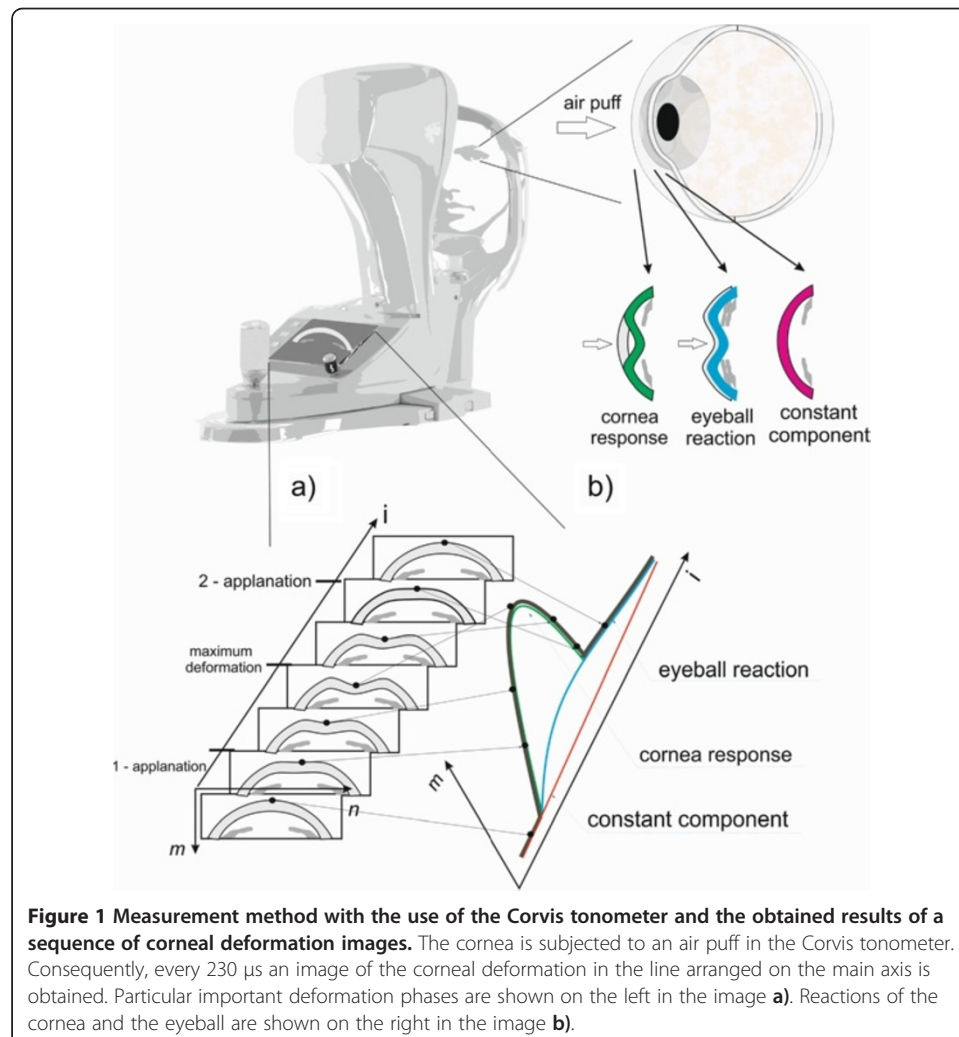 air puff
cornea
response
eyeball
reaction
constant
component
a)
b)
i
2 - applanation
maximum
deformation
1 - applanation
n
m
i
eyeball reaction
cornea response
m
constant component
Figure 1 Measurement method with the use of the Corvis tonometer and the obtained results of a
sequence of corneal deformation images. The cornea is subjected to an air puff in the Corvis tonometer.
Consequently, every 230 μs an image of the corneal deformation in the line arranged on the main axis is
obtained. Particular important deformation phases are shown on the left in the image a). Reactions of the
cornea and the eyeball are shown on the right in the image b).